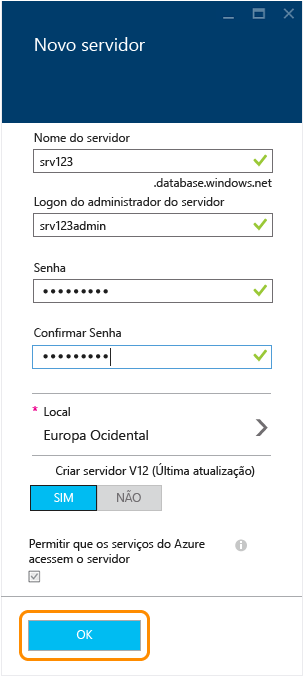 Novo servidor
Nome do servidor
srv123
.database.windows.net
Logon do administrador do servidor
srv123admin
Senha
•••••••••
Confirmar Senha
•••••••••
* Local
Europa Ocidental
Criar servidor V12 (Última atualização)
SIM NÃO
Permitir que os serviços do Azure
acessem o servidor
OK